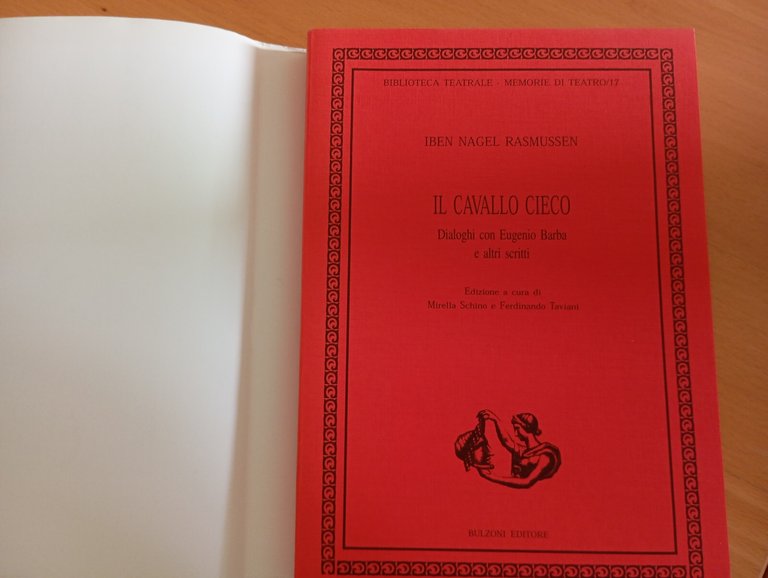 BIBLIOTECA TEATRALE - MEMORIE DI TEATRO/17
IBEN NAGEL RASMUSSEN
IL CAVALLO CIECO
Dialoghi con Eugenio Barba
e altri scritti
Edizione a cura di
Mirella Schino e Ferdinando Taviani
BULZONI EDITORE